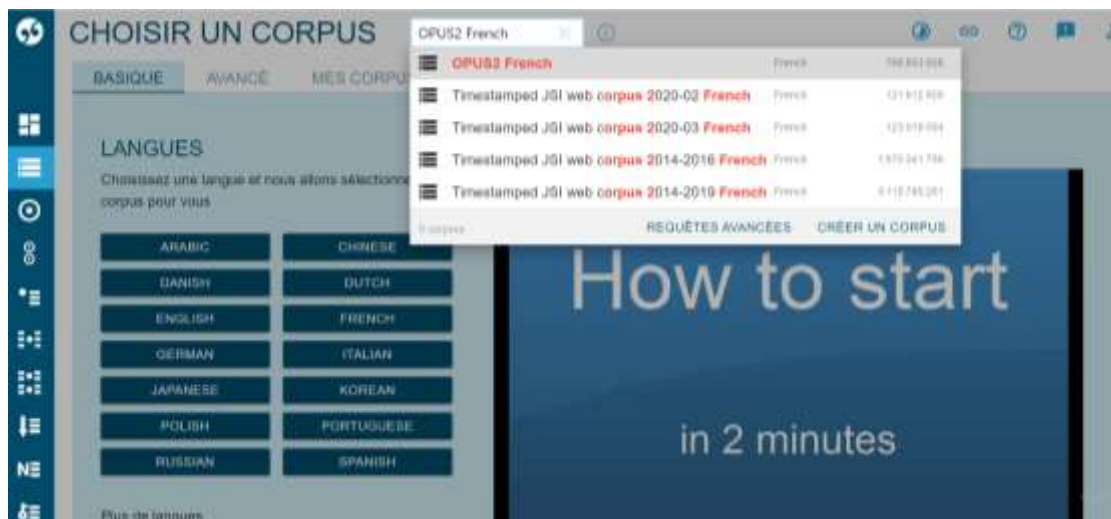 CHOISIR UN CORPUS
OPUS2 French
BASIQUE AVANCÉ MES CORPUS
OPUS2 French French
Timestamped JSI web corpus 2020-02 French French
Timestamped JSI web corpus 2020-03 French French
Timestamped JSI web corpus 2014-2016 French French
Timestamped JSI web corpus 2014-2019 French French
REQUÊTES AVANCÉES CRÉER UN CORPUS
LANGUES
Choisissez une langue et nous allons sélectionne
corpus pour vous
ARABIC CHINESE
DANISH DUTCH
ENGLISH FRENCH
GERMAN ITALIAN
JAPANESE KOREAN
POLISH PORTUGUESE
RUSSIAN SPANISH
Plus de langues
How to start
in 2 minutes